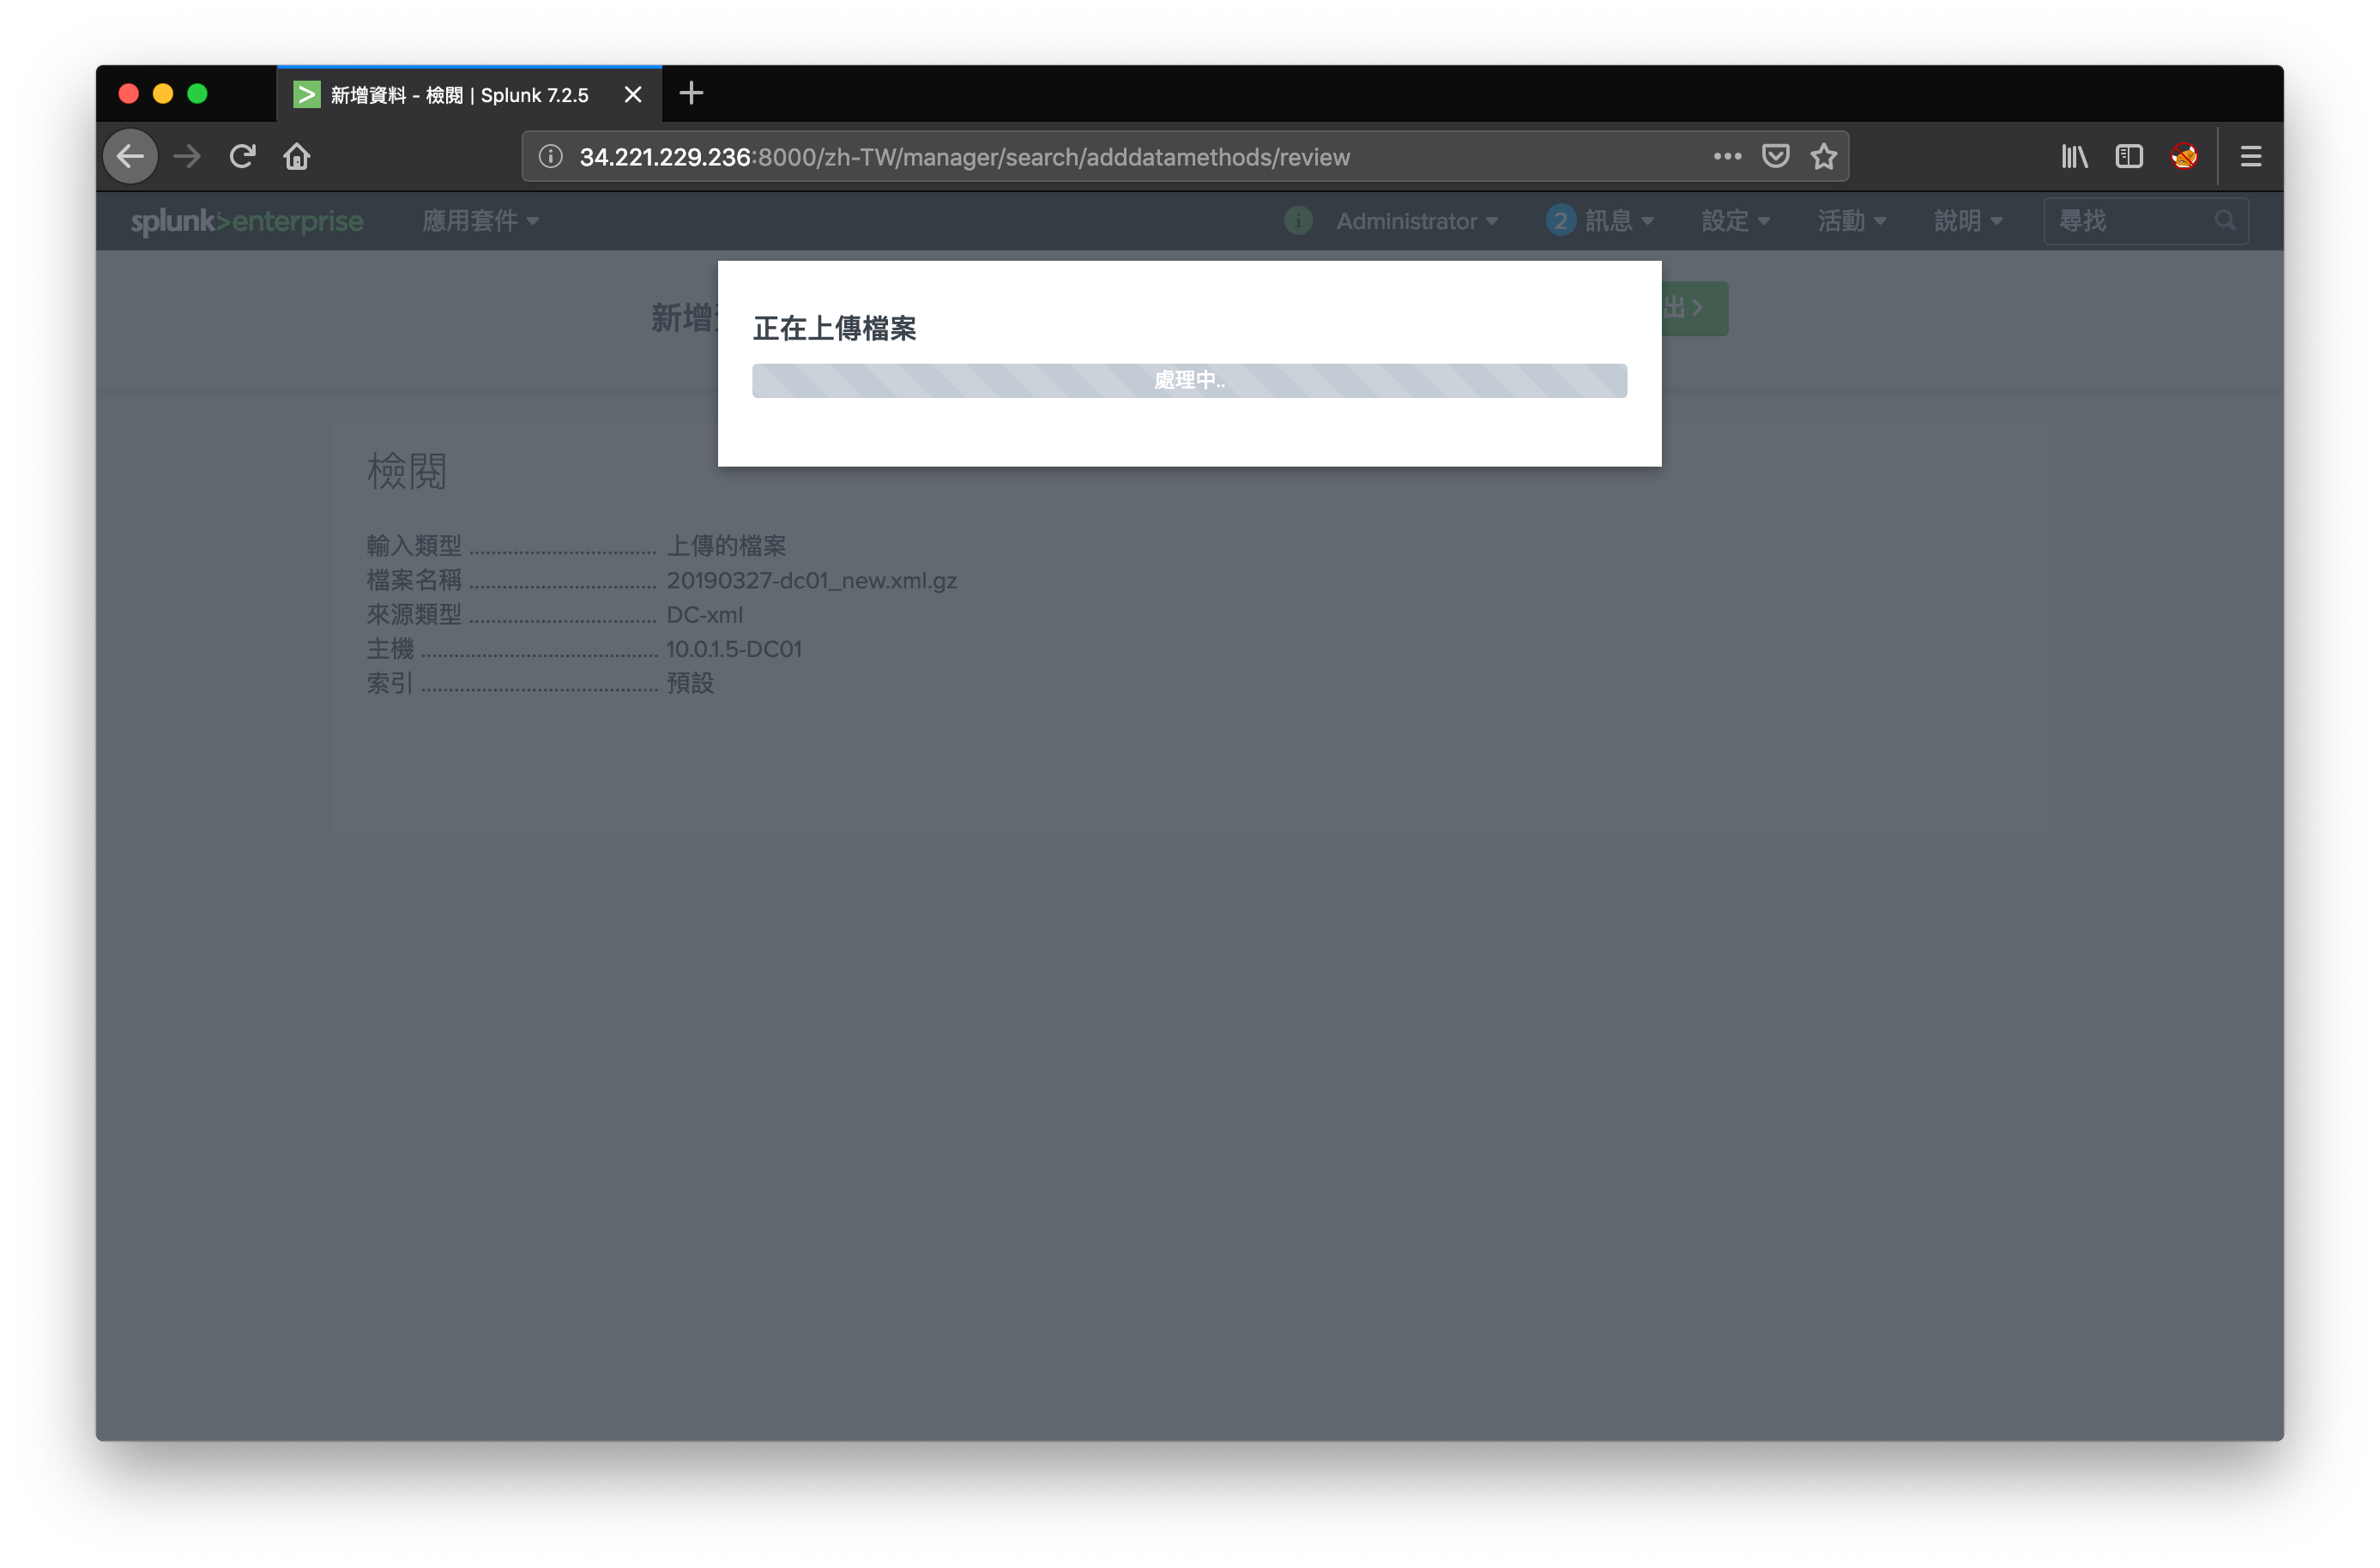 新增資料 - 檢閱 | Splunk 7.2.5
34.221.229.236:8000/zh-TW/manager/search/adddatamethods/review
splunk>enterprise 應用套件 i Administrator 2 訊息 設定 活動 說明 尋找
新增 出 >
正在上傳檔案
處理中..
檢閱
輸入類型 .................................. 上傳的檔案
檔案名稱 .................................. 20190327-dc01_new.xml.gz
來源類型 .................................. DC-xml
主機 ........................................... 10.0.1.5-DC01
索引 ........................................... 預設